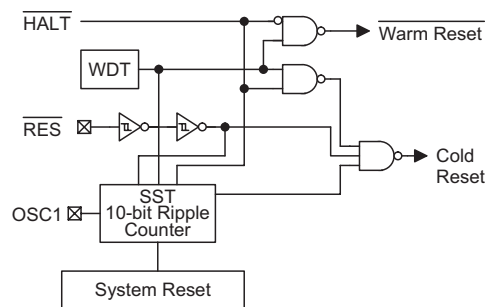 HALT
Warm Reset
WDT
RES
Cold
Reset
SST
10-bit Ripple
Counter
OSC1
System Reset